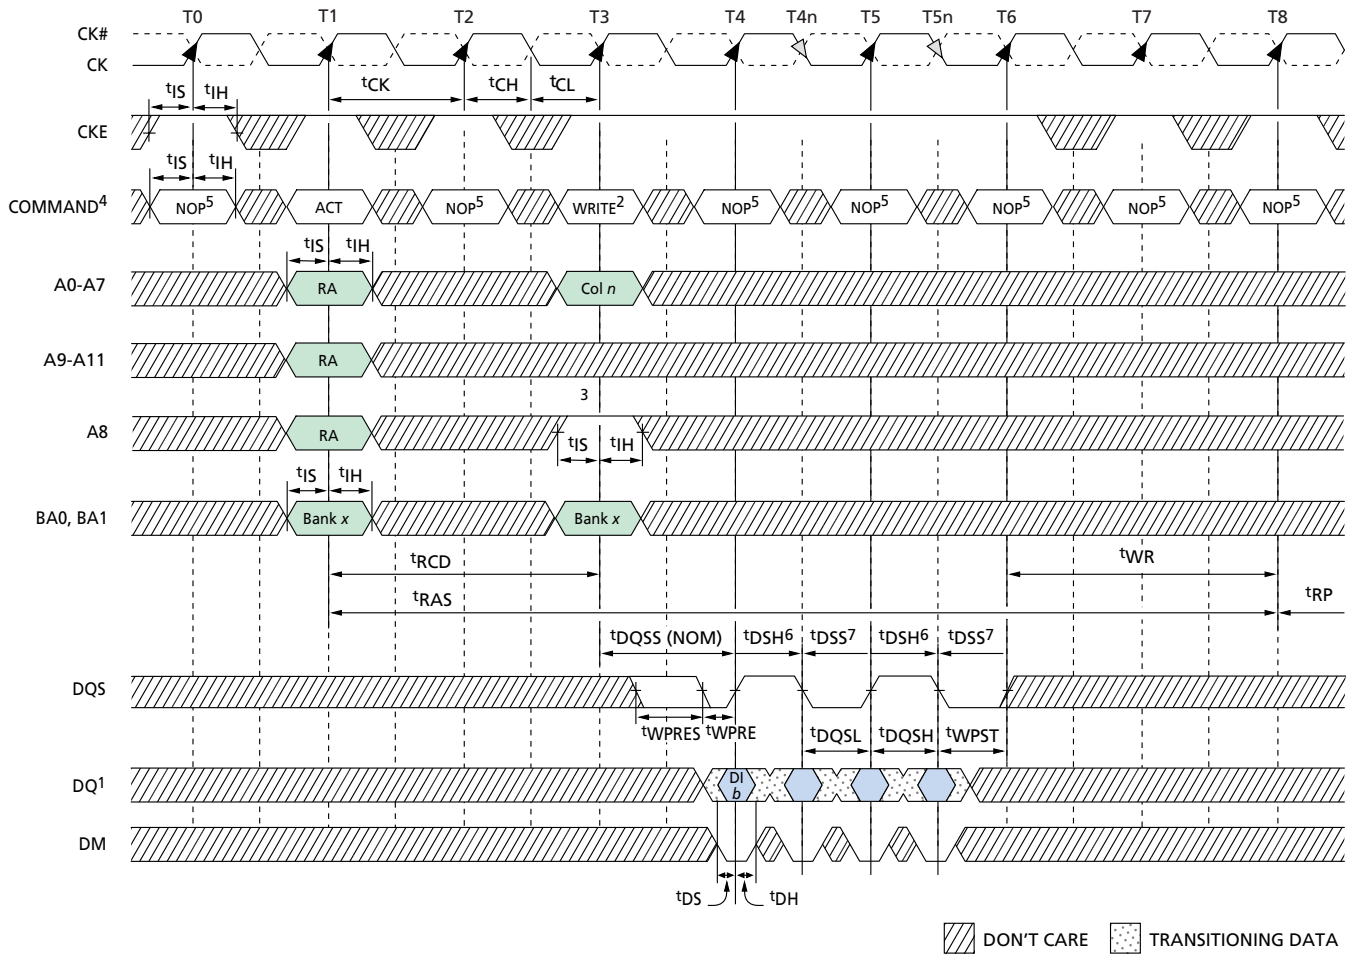 T0 T1 T2 T3 T4 T4n T5 T5n T6 T7 T8
CK#
CK
tCK tCH tCL
tIS tIH
CKE
tIS tIH
COMMAND4 NOP5 ACT NOP5 WRITE2 NOP5 NOP5 NOP5 NOP5 NOP5
tIS tIH
A0-A7 RA Col n
A9-A11 RA
3
A8 RA
tIS tIH
tIS tIH
BA0, BA1 Bank x Bank x
tRCD tWR
tRAS tRP
tDQSS (NOM) tDSH6 tDSS7 tDSH6 tDSS7
DQS
tWPRES tWPRE tDQSL tDQSH tWPST
DQ1 DI
b
DM
tDS tDH
DON'T CARE TRANSITIONING DATA